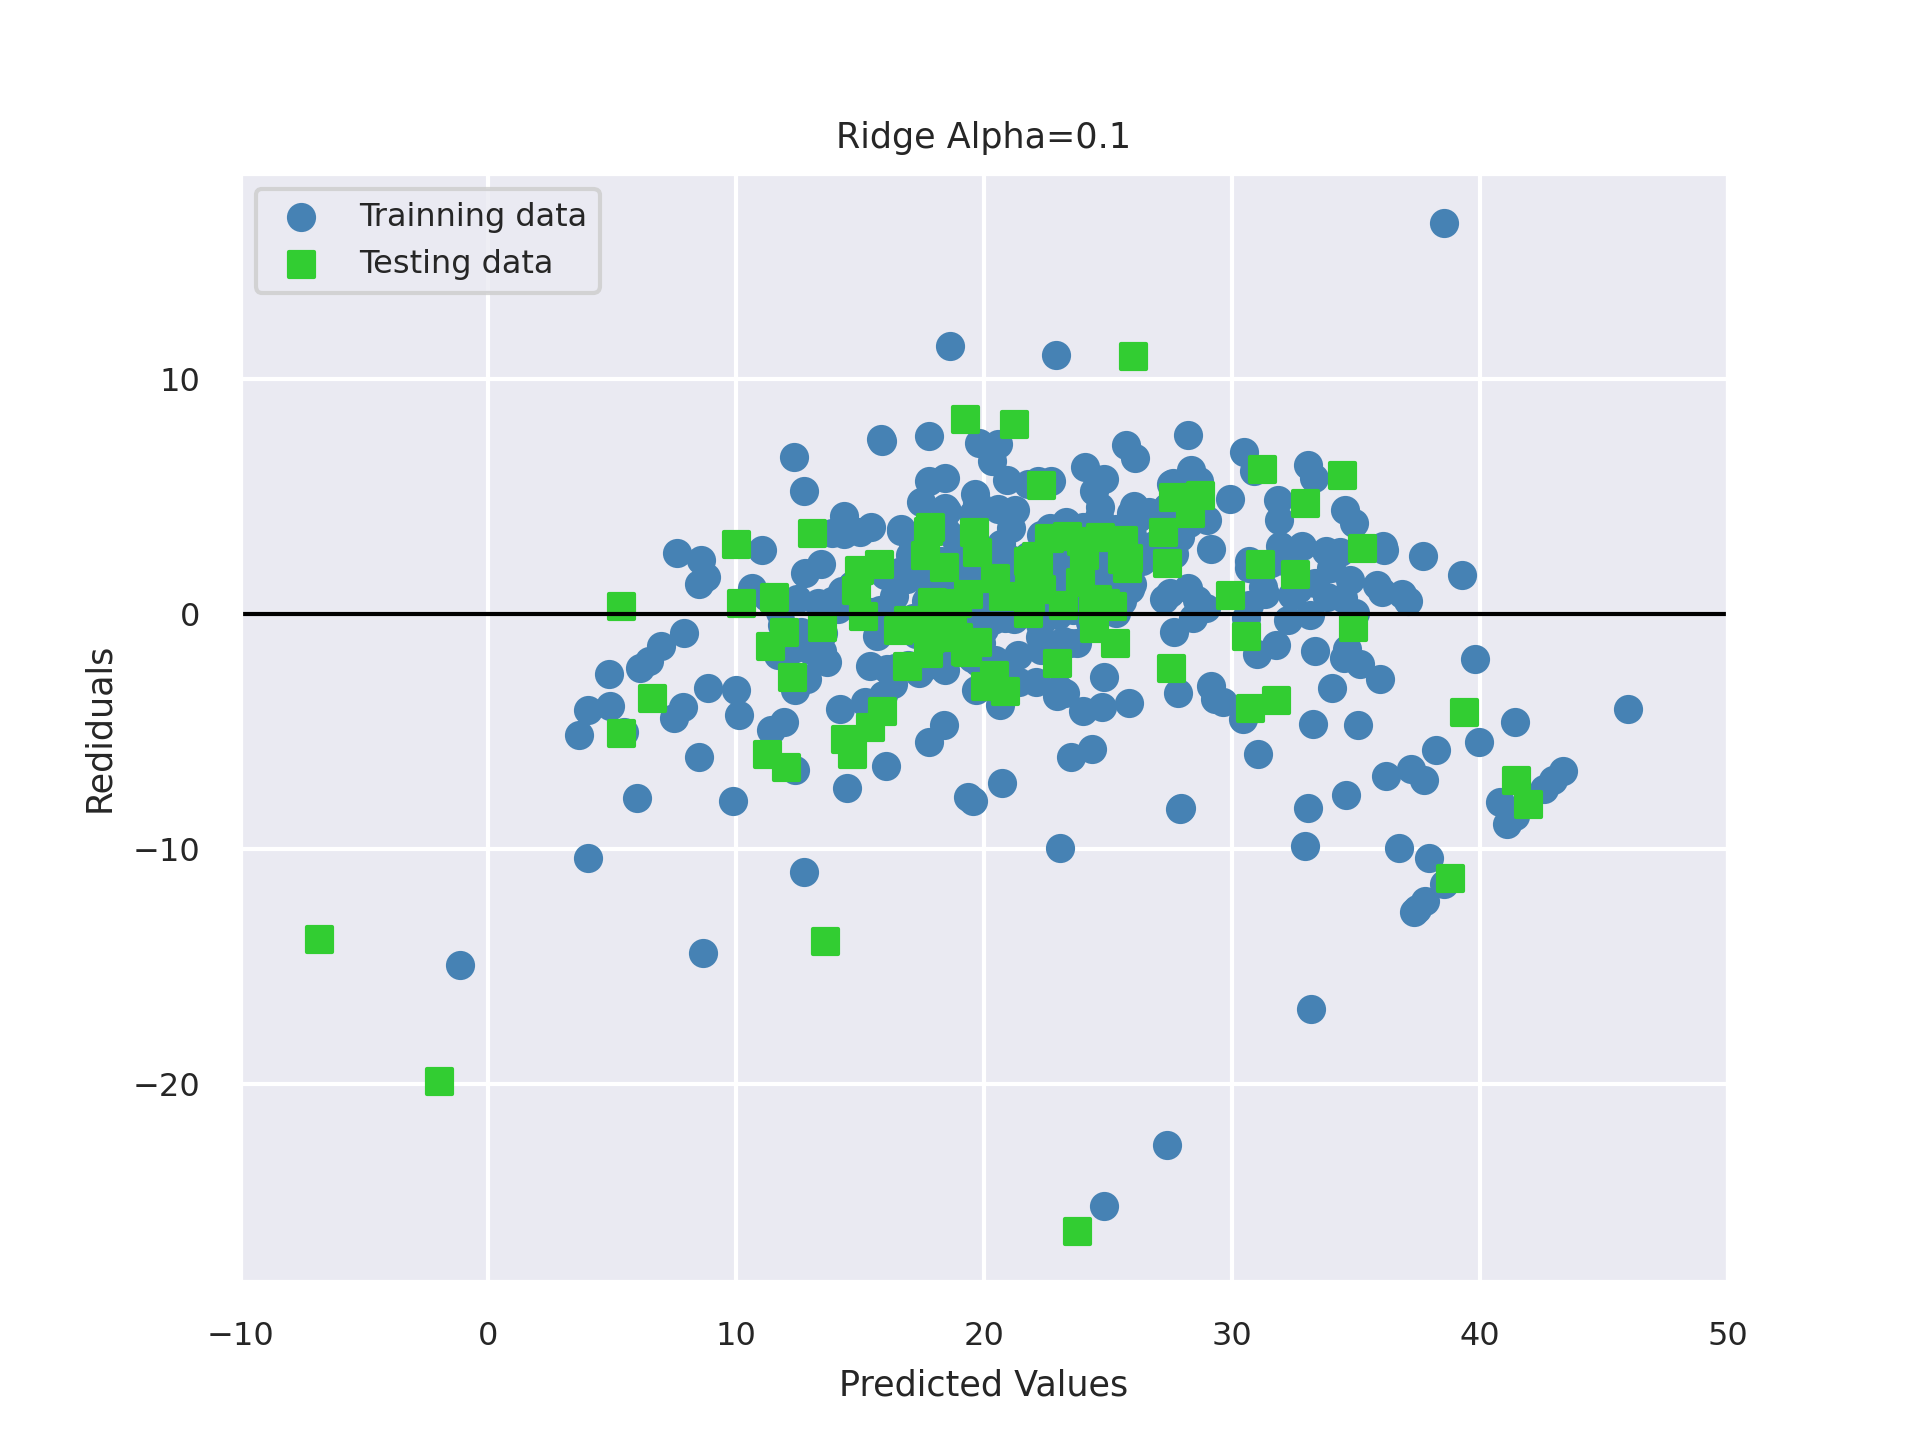 Ridge Alpha=0.1
Trainning data
Testing data
10
0
−10
−20
Rediduals
−10 0 10 20 30 40 50
Predicted Values